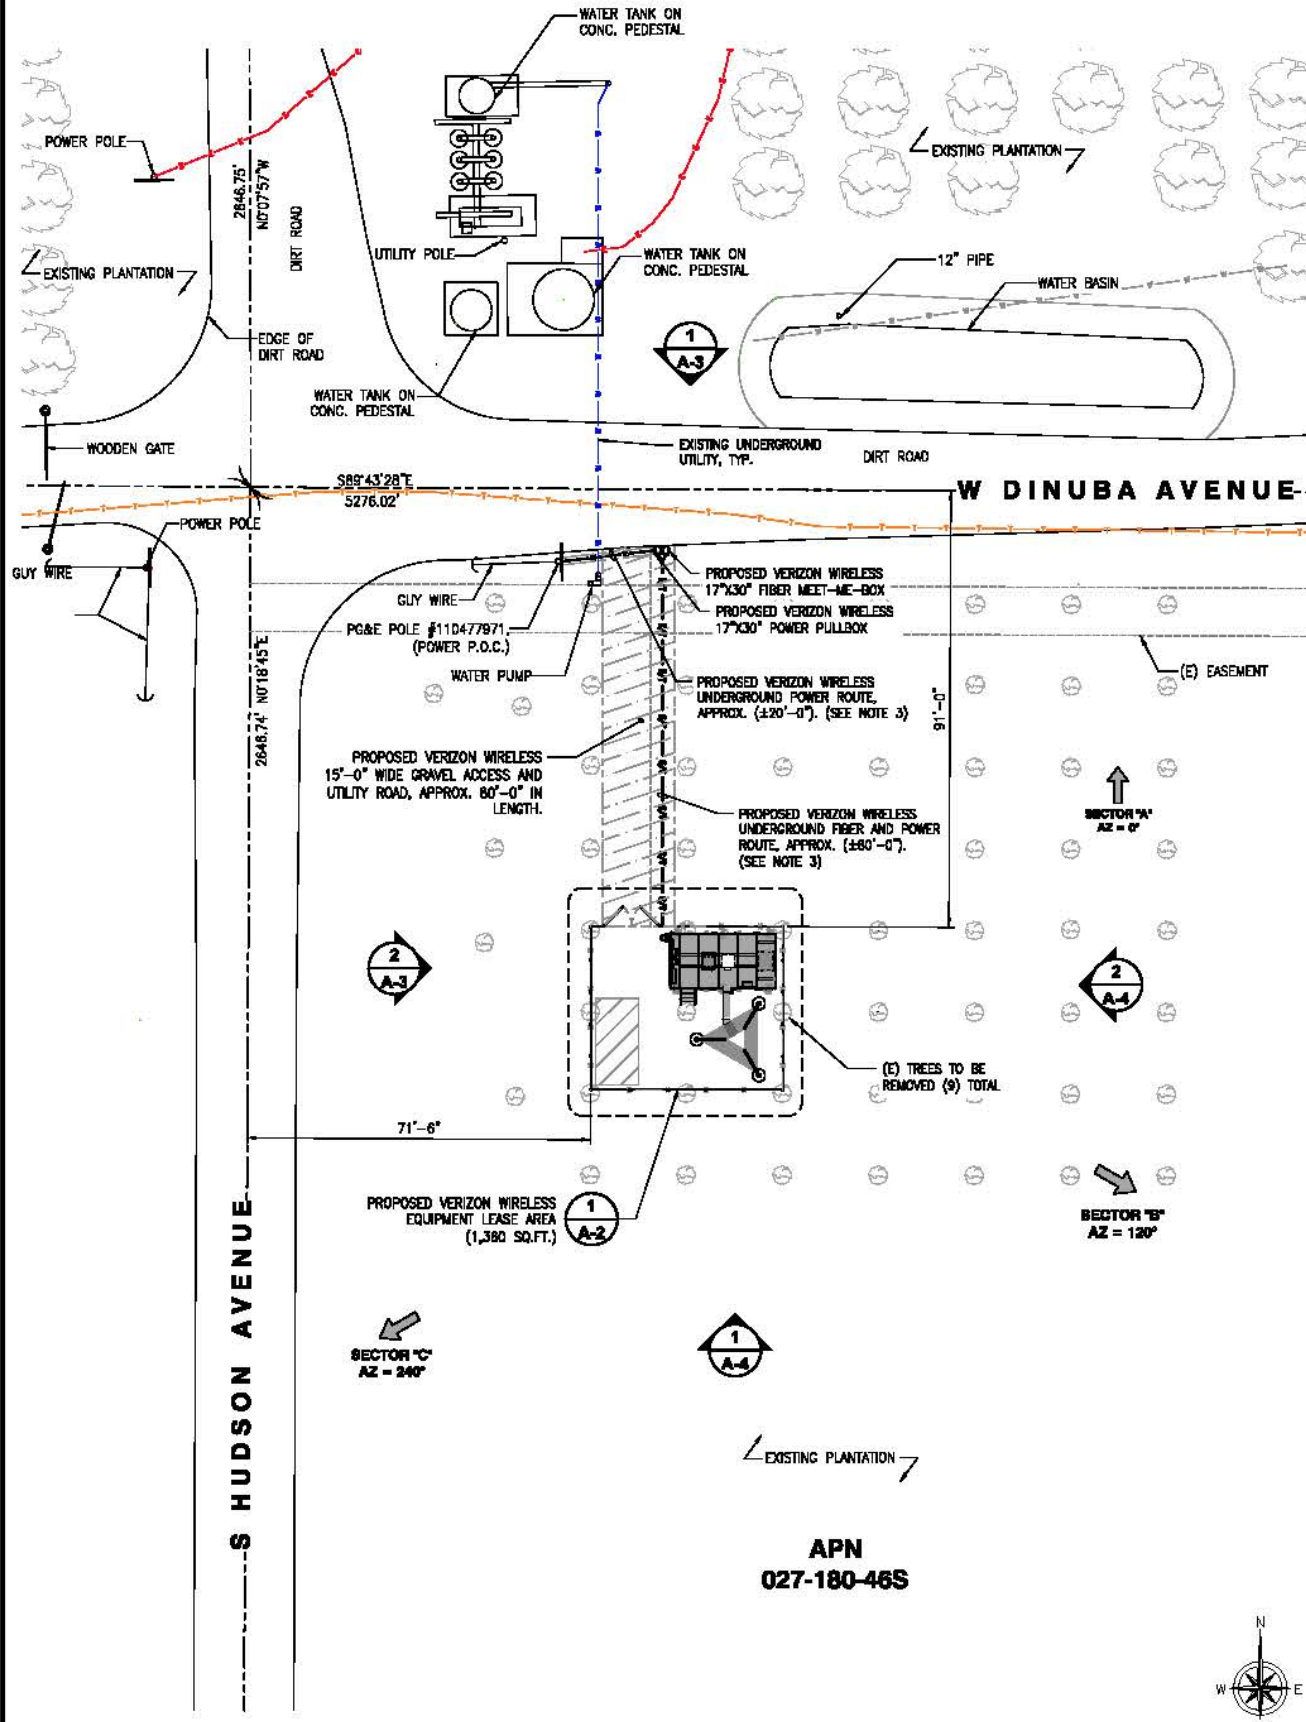 WATER TANK ON
CONC. PEDESTAL
POWER POLE
2646.75'
N0°07'57"W
DIRT ROAD
EXISTING PLANTATION
EXISTING PLANTATION
UTILITY POLE
WATER TANK ON
CONC. PEDESTAL
12" PIPE
WATER BASIN
EDGE OF
DIRT ROAD
1
A-3
WATER TANK ON
CONC. PEDESTAL
WOODEN GATE
EXISTING UNDERGROUND
UTILITY, TYP.
DIRT ROAD
S89°43'28"E
5276.02'
W DINUBA AVENUE
POWER POLE
GUY WIRE
GUY WIRE
PROPOSED VERIZON WIRELESS
17"X30" FIBER MEET-ME-BOX
PROPOSED VERIZON WIRELESS
17"X30" POWER PULLBOX
PG&E POLE #110477971,
(POWER P.O.C.)
WATER PUMP
(E) EASEMENT
2646.74' N0°18'45"E
PROPOSED VERIZON WIRELESS
UNDERGROUND POWER ROUTE,
APPROX. (±20'-0"). (SEE NOTE 3)
91'-0"
PROPOSED VERIZON WIRELESS
15'-0" WIDE GRAVEL ACCESS AND
UTILITY ROAD, APPROX. 80'-0" IN
LENGTH.
PROPOSED VERIZON WIRELESS
UNDERGROUND FIBER AND POWER
ROUTE, APPROX. (±80'-0").
(SEE NOTE 3)
SECTOR "A"
AZ = 0°
2
A-3
2
A-4
(E) TREES TO BE
REMOVED (9) TOTAL
71'-6"
PROPOSED VERIZON WIRELESS
EQUIPMENT LEASE AREA
(1,360 SQ.FT.)
1
A-2
SECTOR "B"
AZ = 120°
S HUDSON AVENUE
SECTOR "C"
AZ = 240°
1
A-4
EXISTING PLANTATION
APN
027-180-46S
N
W
E